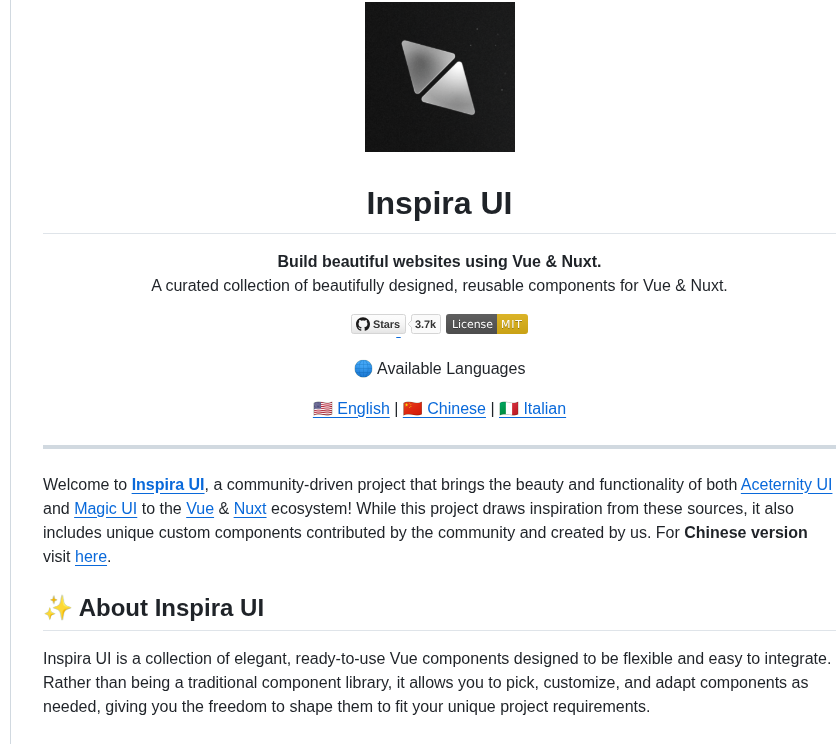 Inspira UI
Build beautiful websites using Vue & Nuxt.
A curated collection of beautifully designed, reusable components for Vue & Nuxt.
Stars 3.7k License MIT
🌐 Available Languages
🇺🇸 English | 🇨🇳 Chinese | 🇮🇹 Italian
Welcome to Inspira UI, a community-driven project that brings the beauty and functionality of both Aceternity UI
and Magic UI to the Vue & Nuxt ecosystem! While this project draws inspiration from these sources, it also
includes unique custom components contributed by the community and created by us. For Chinese version
visit here.
✨ About Inspira UI
Inspira UI is a collection of elegant, ready-to-use Vue components designed to be flexible and easy to integrate.
Rather than being a traditional component library, it allows you to pick, customize, and adapt components as
needed, giving you the freedom to shape them to fit your unique project requirements.